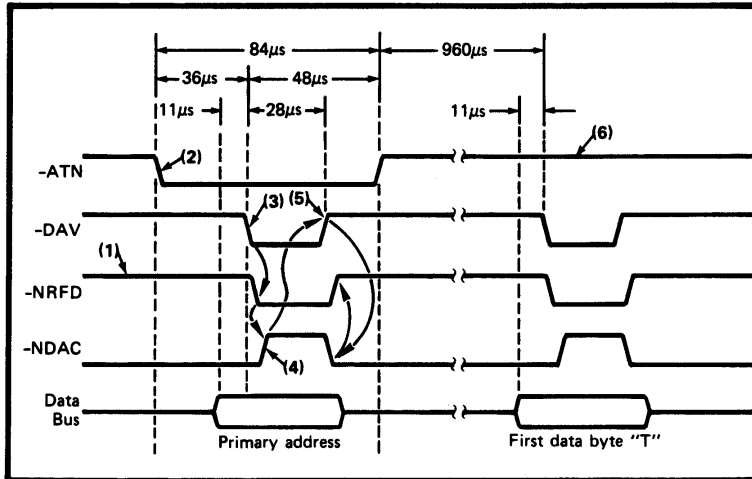 84μs
960μs
36μs
48μs
11μs
28μs
11μs
-ATN
(2)
(6)
-DAV
(3)
(5)
(1)
-NRFD
-NDAC
(4)
Data
Bus
Primary address
First data byte "T"